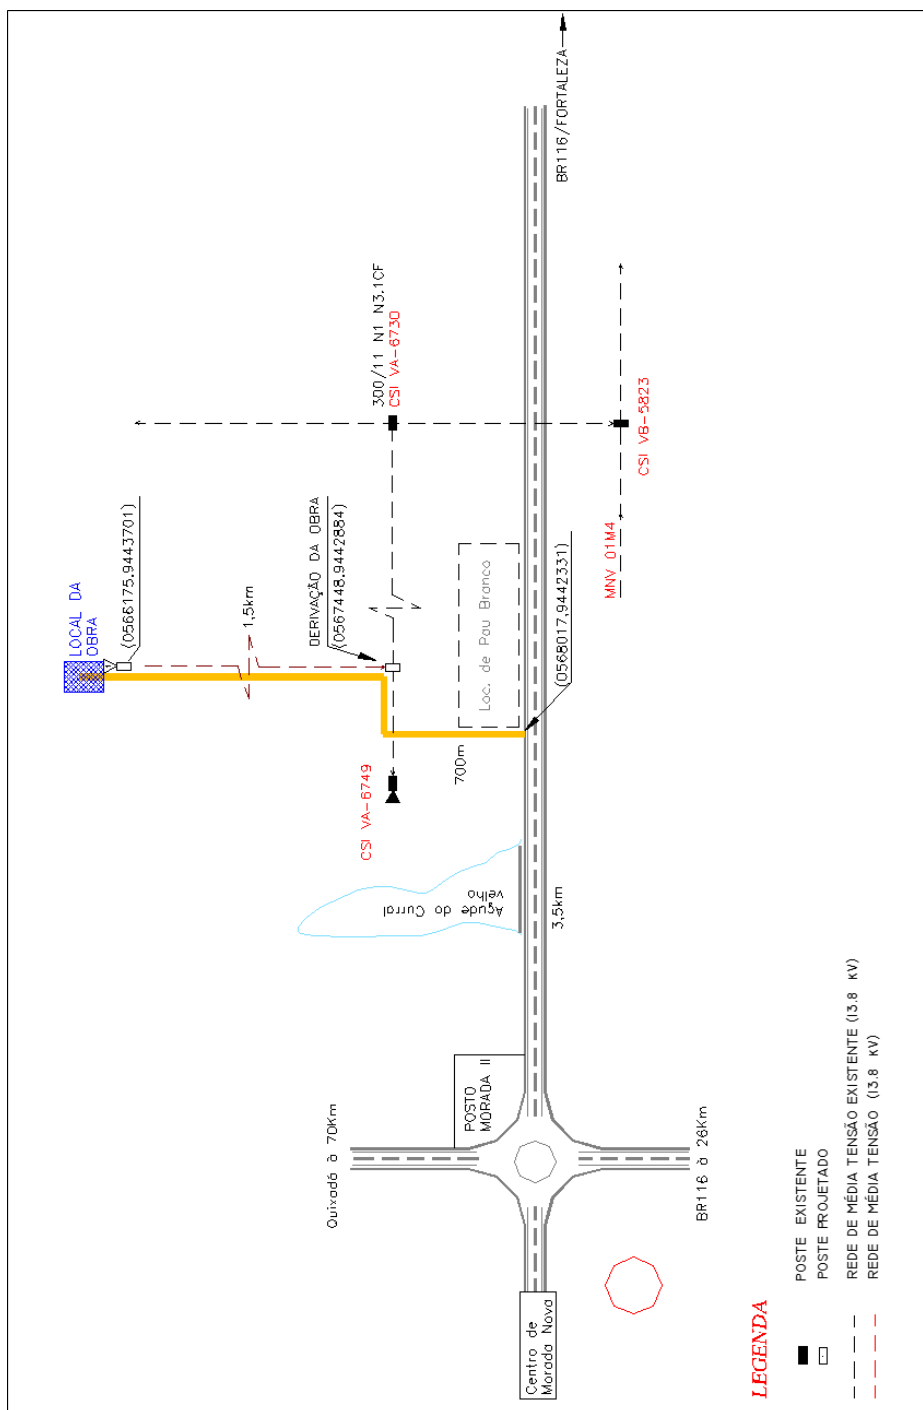 BR116/FORTALEZA
300/11 N1 N3.1CF
CSI VA-6730
CSI VB-5823
MNV 01M4
LOCAL DA
OBRA
(0566175.9443701)
1,5km
DERIVAÇÃO DA OBRA
(0567448.9442884)
Loc. de Pau Branco
(0568017,9442331)
700m
CSI VA-6749
Açude do Curral
velho
3,5km
POSTO
MORADA II
Quixadá à 70Km
BR116 à 26Km
Centro de
Morada Nova
LEGENDA
POSTE EXISTENTE
POSTE PROJETADO
REDE DE MÉDIA TENSÃO EXISTENTE (13.8 KV)
REDE DE MÉDIA TENSÃO (13.8 KV)